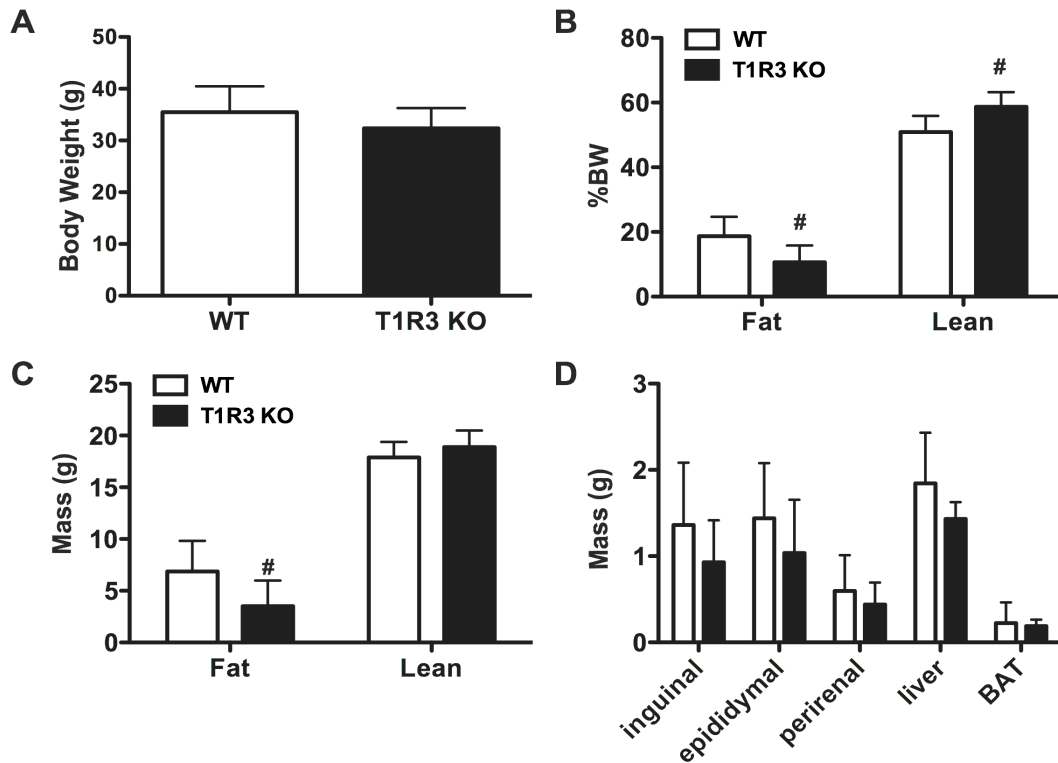 A
Body Weight (g)
50
40
30
20
10
0
WT
T1R3 KO
B
%BW
80
60
40
20
0
WT
T1R3 KO
#
#
Fat
Lean
C
Mass (g)
25
20
15
10
5
0
WT
T1R3 KO
#
Fat
Lean
D
Mass (g)
3
2
1
0
inguinal
epididymal
perirenal
liver
BAT